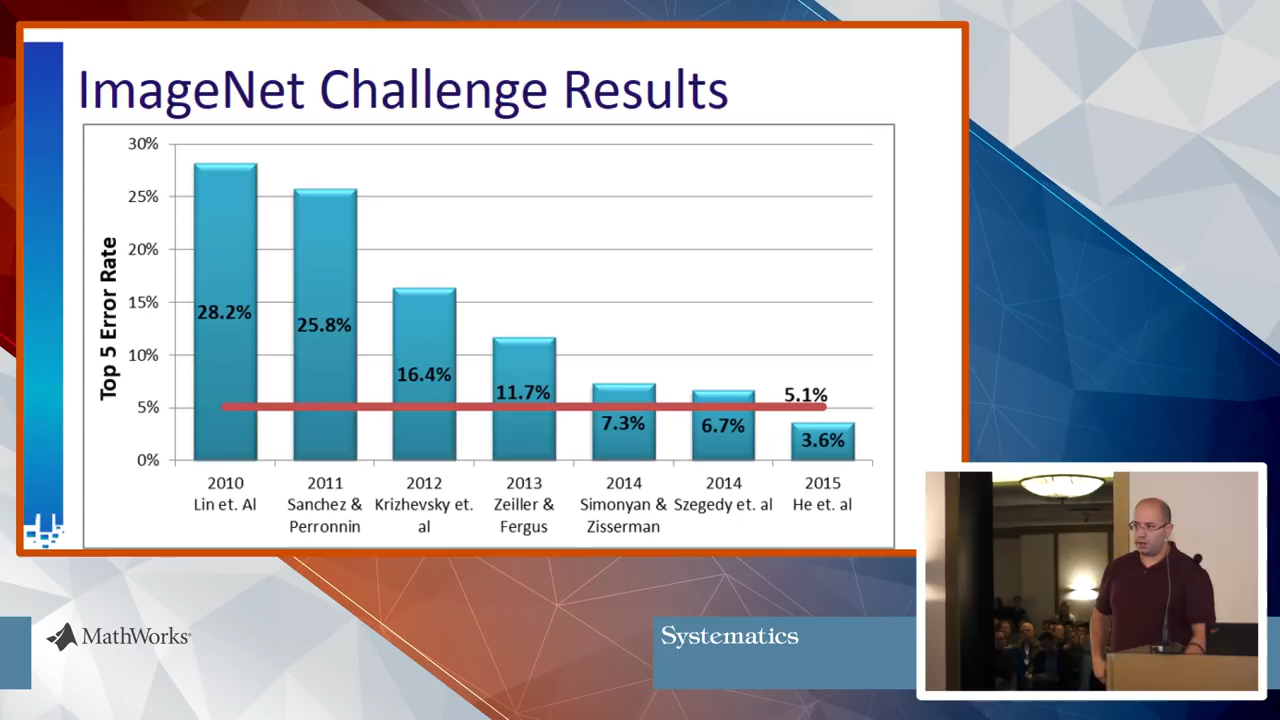 ImageNet Challenge Results
Top 5 Error Rate
30%
25%
20%
15%
10%
5%
0%
28.2%
25.8%
16.4%
11.7%
7.3%
6.7%
5.1%
3.6%
2010
Lin et. Al
2011
Sanchez &
Perronnin
2012
Krizhevsky et.
al
2013
Zeiller &
Fergus
2014
Simonyan &
Zisserman
2014
Szegedy et. al
2015
He et. al
MathWorks®
Systematics